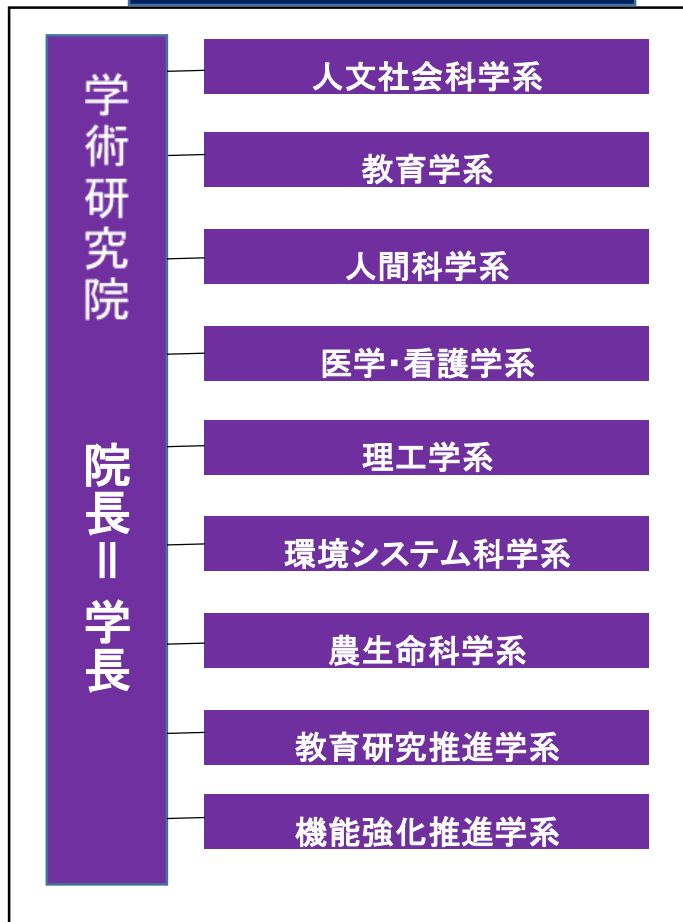 学術研究院 院長＝学長
人文社会科学系
教育学系
人間科学系
医学・看護学系
理工学系
環境システム科学系
農生命科学系
教育研究推進学系
機能強化推進学系